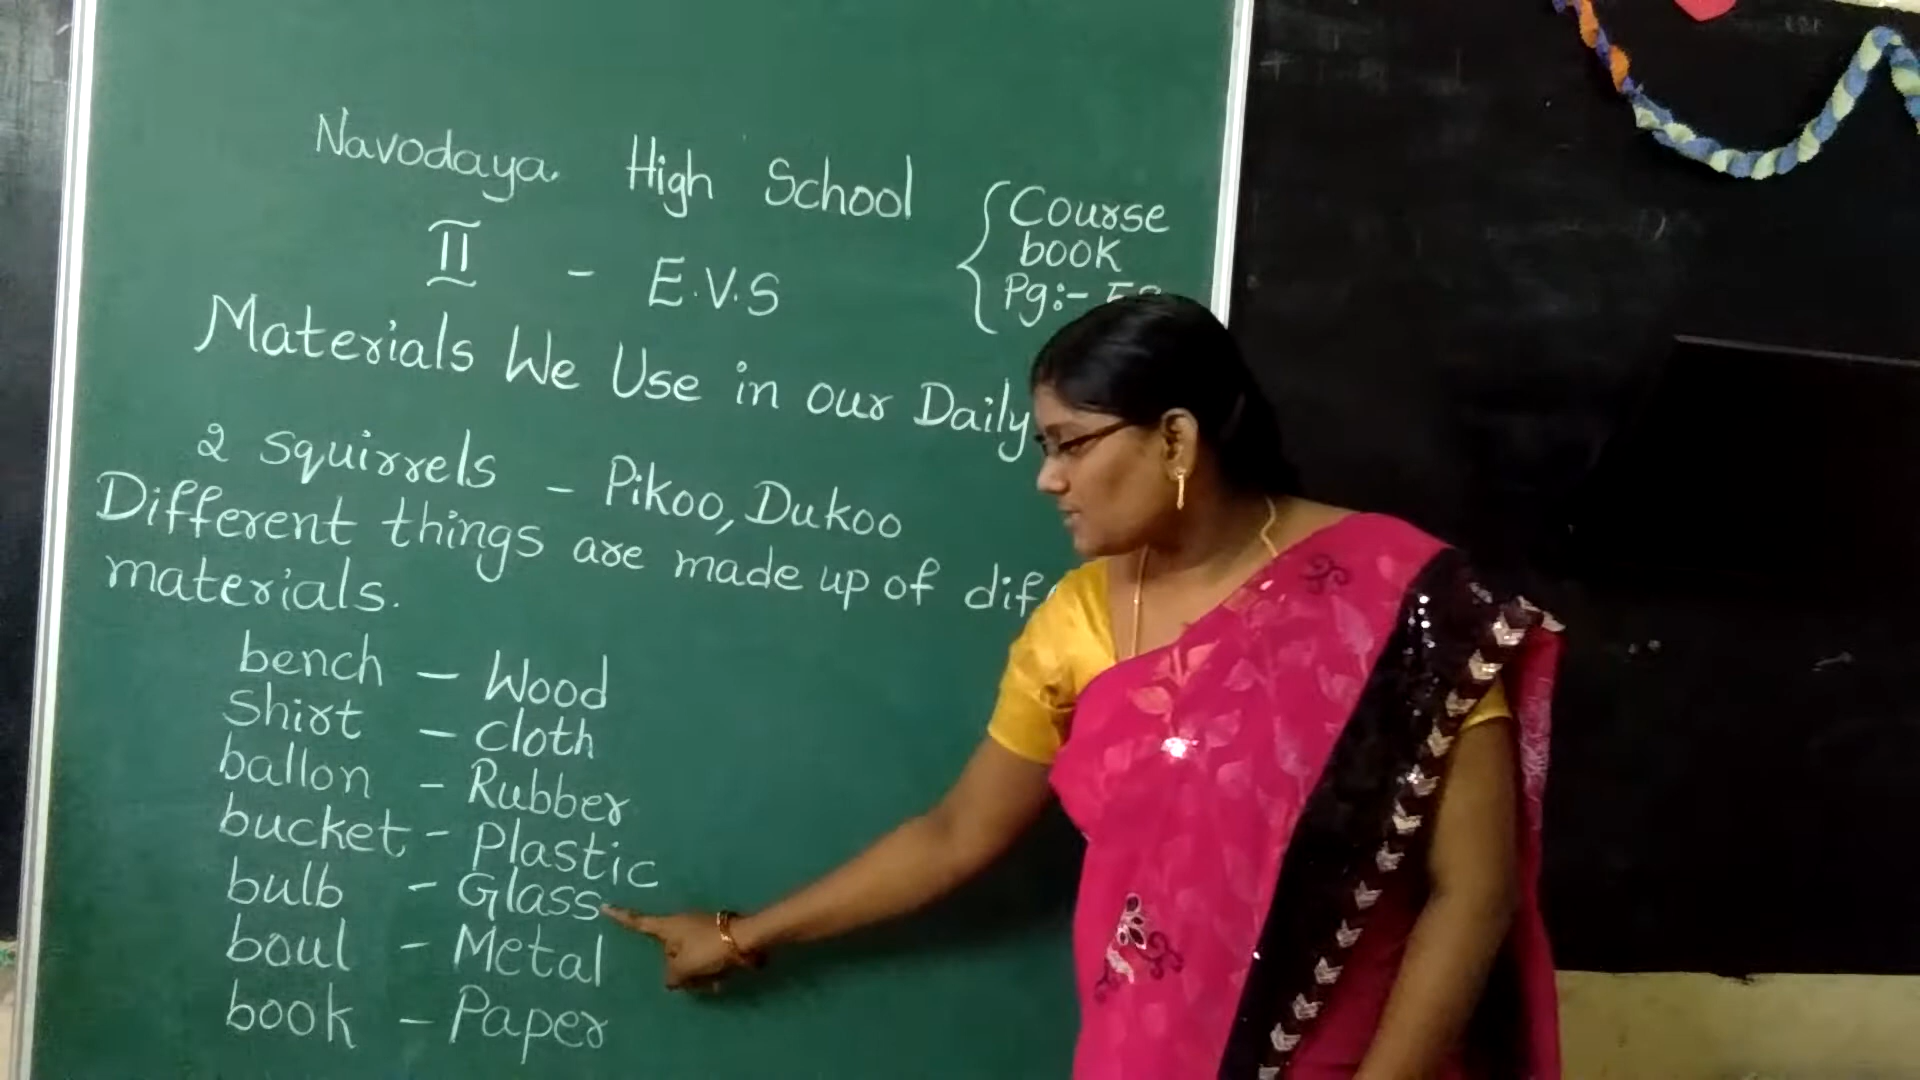 Navodaya. High School
II - E.V.S
{ Course
book
Pg:-
Materials We Use in our Daily
2 squirrels - Pikoo, Dukoo
Different things are made up of
materials.
bench - Wood
Shirt - Cloth
ballon - Rubber
bucket - Plastic
bulb - Glass
boul - Metal
book - Paper